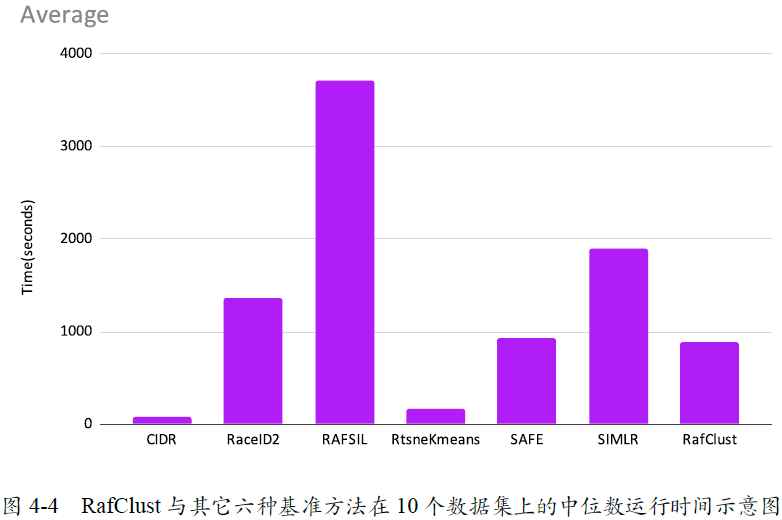 Average
4000
3000
2000
1000
0
Time(seconds)
CIDR RaceID2 RAFSIL RtsneKmeans SAFE SIMLR RafClust
图 4-4 RafClust 与其它六种基准方法在 10 个数据集上的中位数运行时间示意图